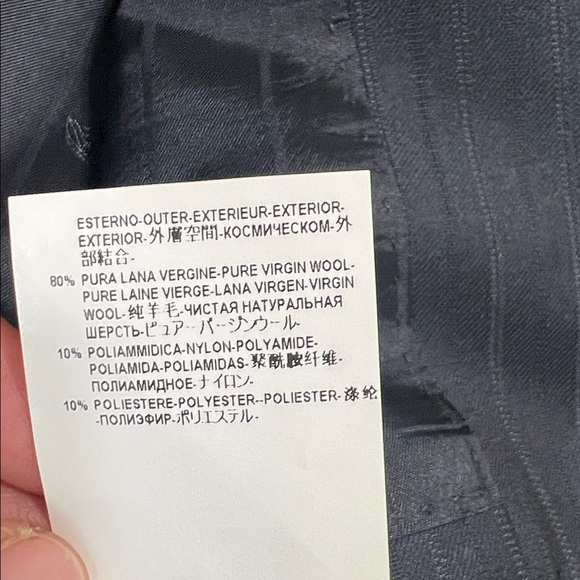 ESTERNO-OUTER-EXTERIEUR-EXTERIOR-
EXTERIOR-外層空間-КОСМИЧЕСКОМ-外
部結合-
80% PURA LANA VERGINE-PURE VIRGIN WOOL-
PURE LAINE VIERGE-LANA VIRGEN-VIRGIN
WOOL-纯羊毛-ЧИСТАЯ НАТУРАЛЬНАЯ
ШЕРСТЬ-ピュアーバージンウール-
10% POLIAMMIDICA-NYLON-POLYAMIDE-
POLIAMIDA-POLIAMIDAS-聚酰胺纤维-
ПОЛИАМИДНОЕ-ナイロン-
10% POLIESTERE-POLYESTER--POLIESTER-涤纶
-ПОЛИЭФИР-ポリエステル-